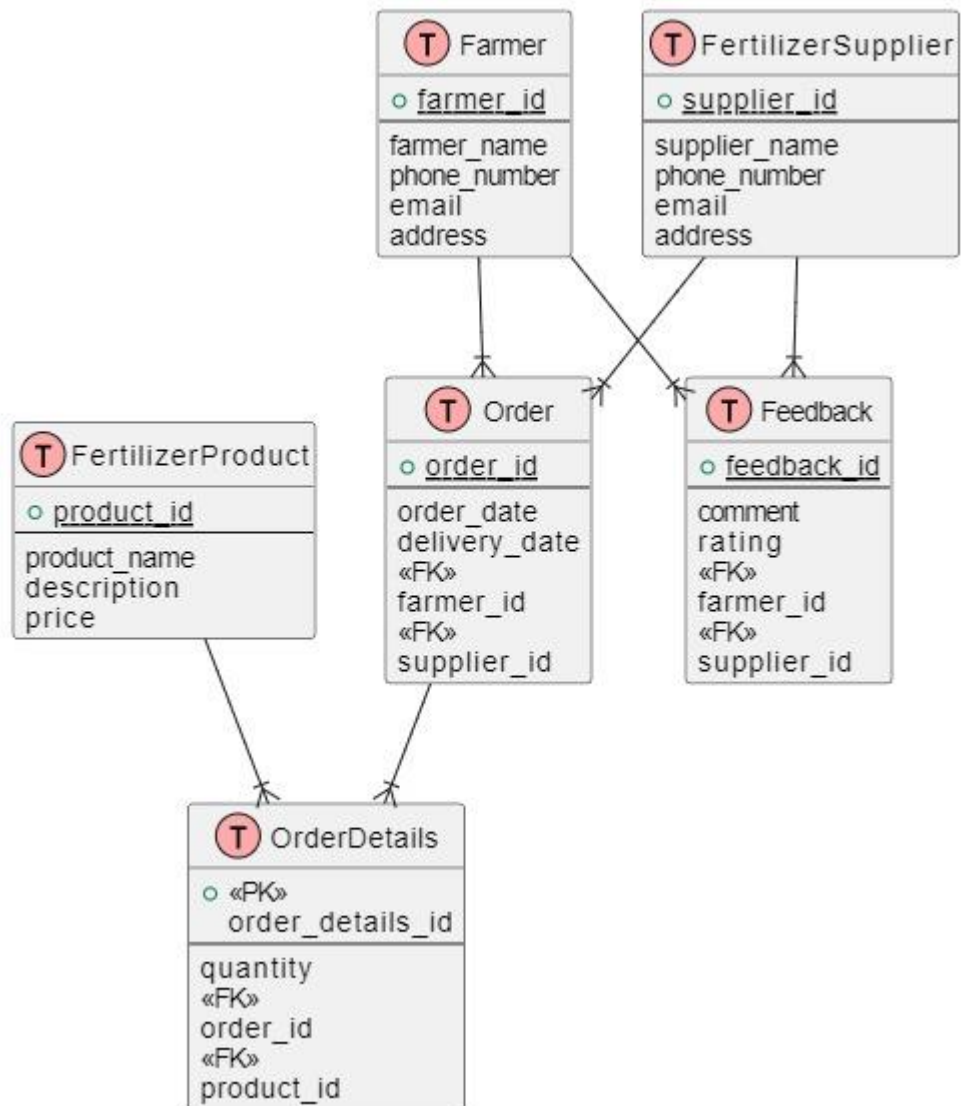 T Farmer
farmer_id
farmer_name
phone_number
email
address
T FertilizerSupplier
supplier_id
supplier_name
phone_number
email
address
T Order
order_id
order_date
delivery_date
«FK»
farmer_id
«FK»
supplier_id
T Feedback
feedback_id
comment
rating
«FK»
farmer_id
«FK»
supplier_id
T FertilizerProduct
product_id
product_name
description
price
T OrderDetails
«PK»
order_details_id
quantity
«FK»
order_id
«FK»
product_id